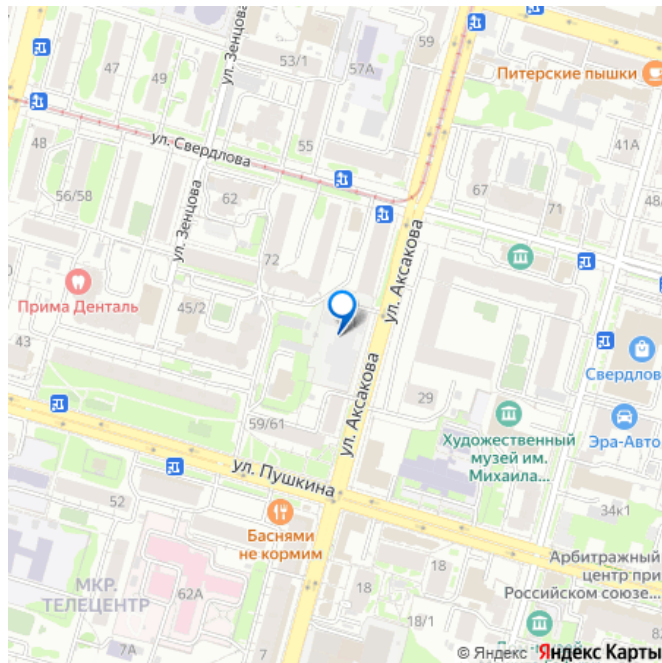 59
53/1
57А
ул. Зенцова
47
49
Питерские пышки
48
ул. Свердлова
55
41А
56/58
62
67
71
48/
ул. Зенцова
72
ул. Аксакова
Прима Денталь
45/2
43
Свердлов
ул. Аксакова
29
59/61
Художественный
музей им.
Михаила...
Эра-Авто
ул. Пушкина
52
34к1
Баснями
не кормим
Арбитражный
центр при
Российском союзе...
МКР.
ТЕЛЕЦЕНТР
62А
18
18
18/1
7А
7
© Яндекс Яндекс Карты